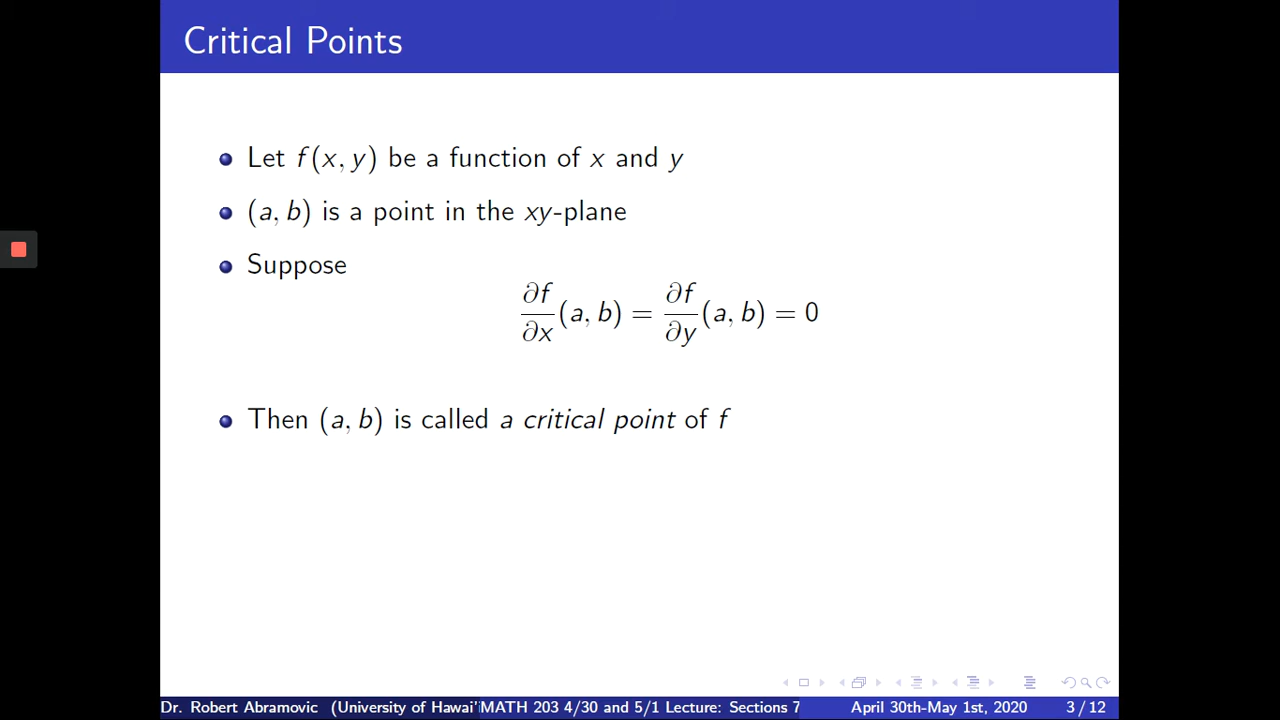 Critical Points
Let f(x, y) be a function of x and y
(a, b) is a point in the xy-plane
Suppose
∂f/∂x (a, b) = ∂f/∂y (a, b) = 0
Then (a, b) is called a critical point of f
Dr. Robert Abramovic (University of Hawai'i MATH 203 4/30 and 5/1 Lecture: Sections 7 April 30th-May 1st, 2020 3 / 12